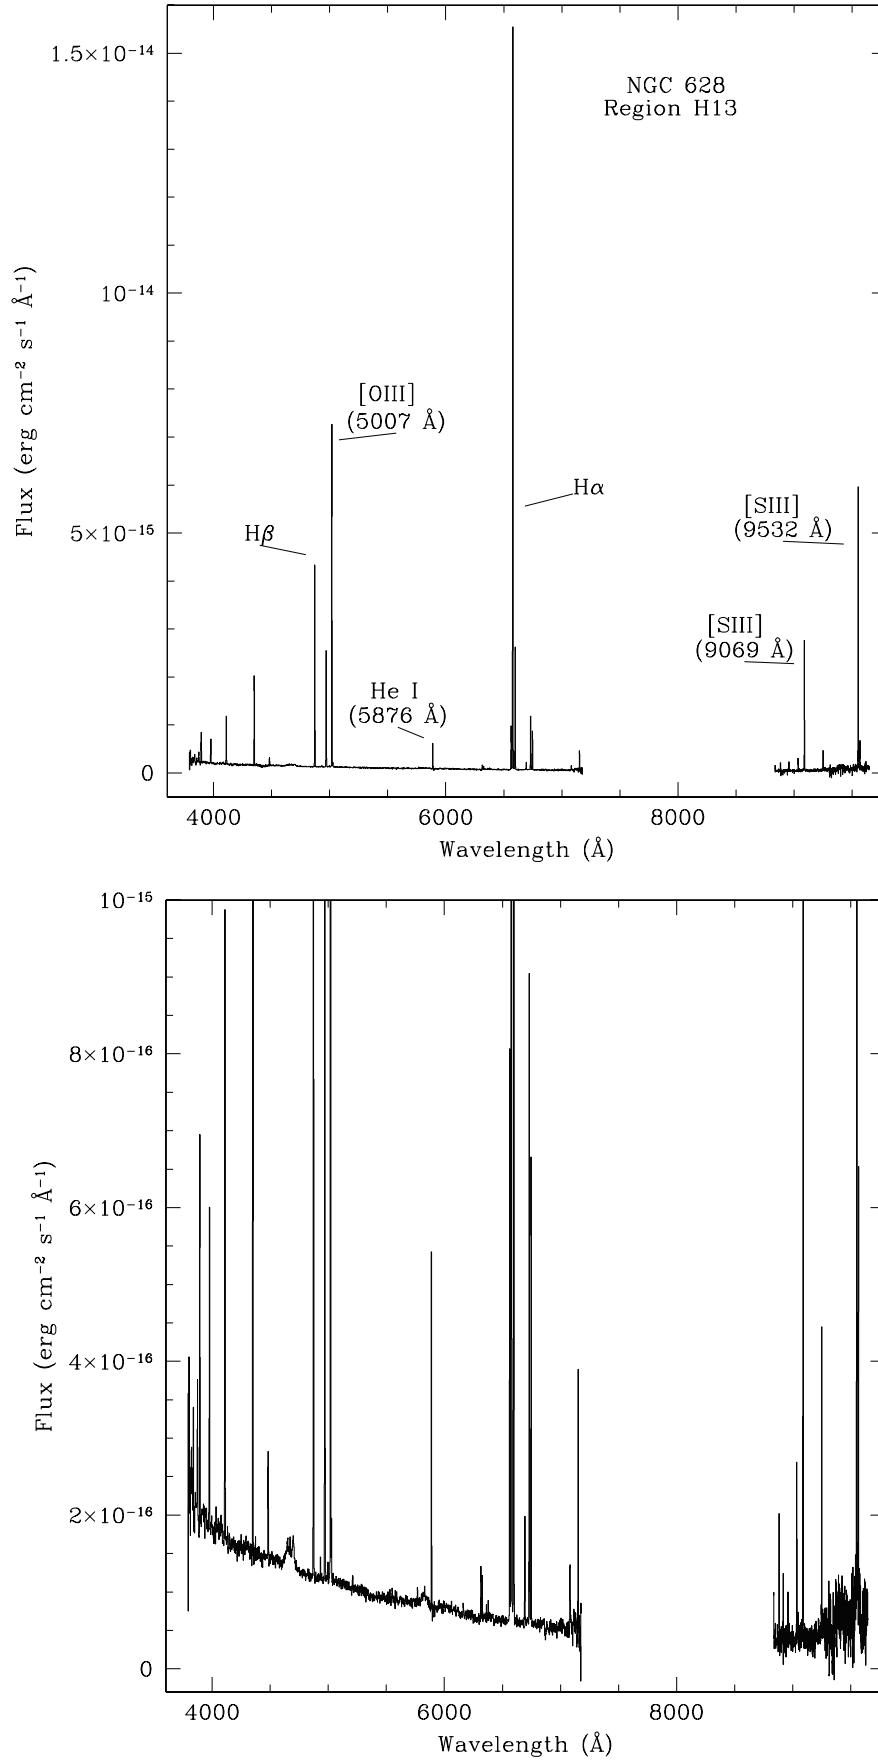 1.5×10⁻¹⁴
NGC 628
Region H13
10⁻¹⁴
[OIII]
(5007 Å)
Hα
[SIII]
(9532 Å)
Hβ
5×10⁻¹⁵
[SIII]
(9069 Å)
He I
(5876 Å)
0
4000 6000 8000
Wavelength (Å)
Flux (erg cm⁻² s⁻¹ Å⁻¹)
10⁻¹⁵
8×10⁻¹⁶
6×10⁻¹⁶
4×10⁻¹⁶
2×10⁻¹⁶
0
4000 6000 8000
Wavelength (Å)
Flux (erg cm⁻² s⁻¹ Å⁻¹)